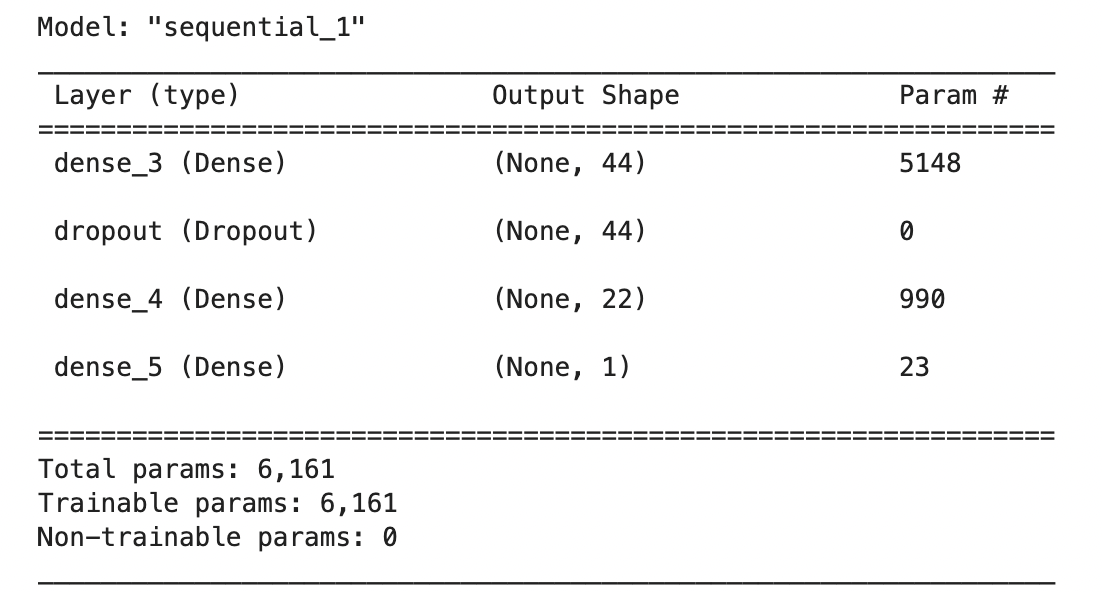 Model: "sequential_1"
Layer (type) Output Shape Param #
dense_3 (Dense) (None, 44) 5148
dropout (Dropout) (None, 44) 0
dense_4 (Dense) (None, 22) 990
dense_5 (Dense) (None, 1) 23
Total params: 6,161
Trainable params: 6,161
Non-trainable params: 0